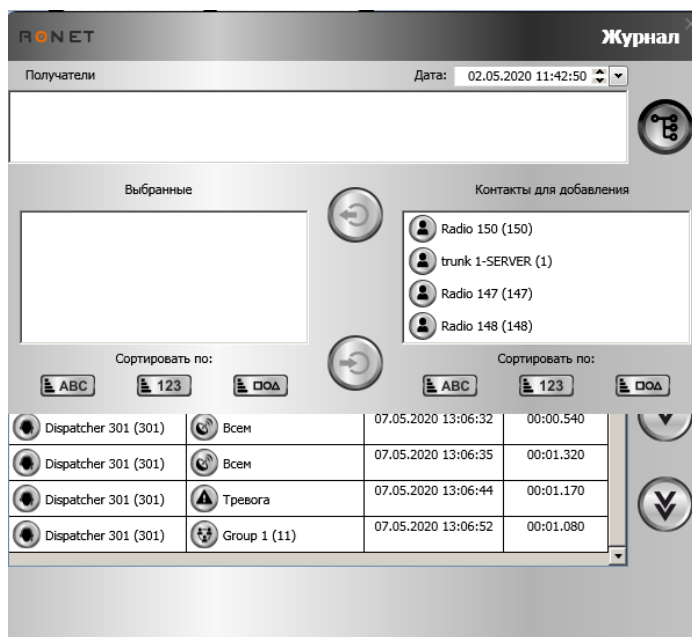 RONET
Журнал
Получатели
Дата: 02.05.2020 11:42:50
Выбранные
Контакты для добавления
Radio 150 (150)
trunk 1-SERVER (1)
Radio 147 (147)
Radio 148 (148)
Сортировать по:
Сортировать по:
ABC 123
ABC 123
Dispatcher 301 (301) Всем 07.05.2020 13:06:32 00:00.540
Dispatcher 301 (301) Всем 07.05.2020 13:06:35 00:01.320
Dispatcher 301 (301) Тревога 07.05.2020 13:06:44 00:01.170
Dispatcher 301 (301) Group 1 (11) 07.05.2020 13:06:52 00:01.080